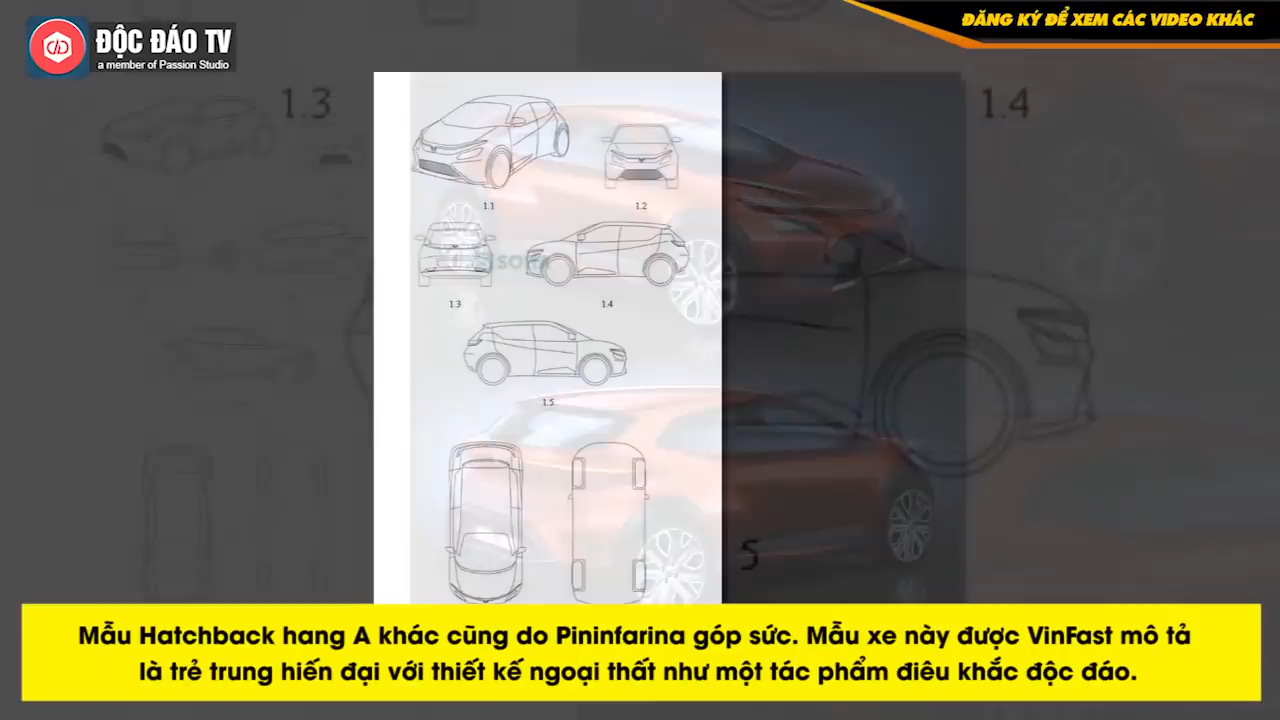 ĐĂNG KÝ ĐỂ XEM CÁC VIDEO KHÁC
ĐỘC ĐÁO TV
a member of Passion Studio
1.3
1.4
1.1
1.2
1.3
1.4
1.5
5
Mẫu Hatchback hang A khác cũng do Pininfarina góp sức. Mẫu xe này được VinFast mô tả
là trẻ trung hiến đại với thiết kế ngoại thất như một tác phẩm điêu khắc độc đáo.